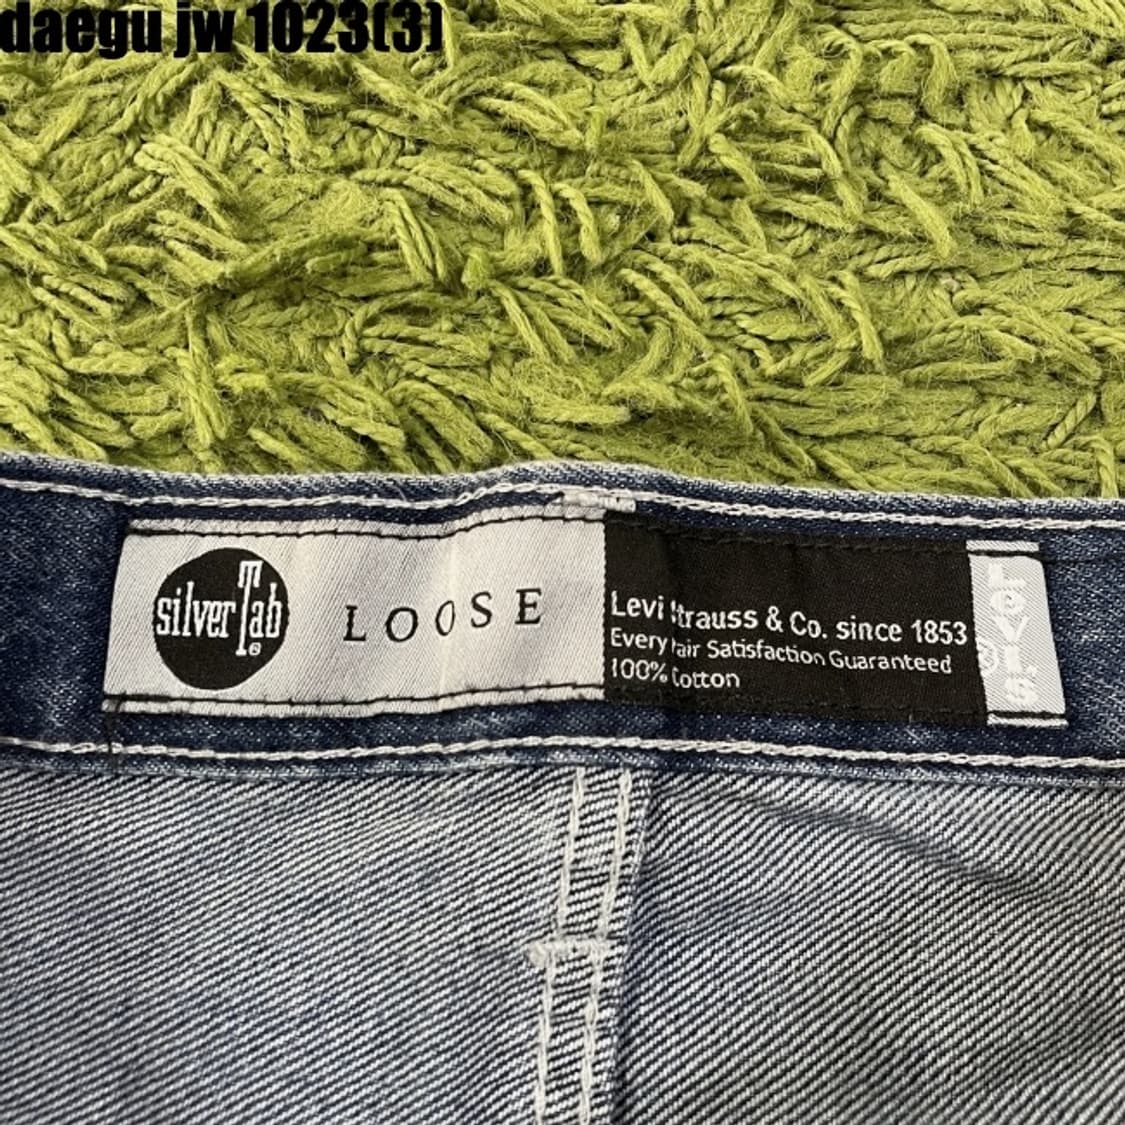 daegu jw 1023(3)
silverTab®
LOOSE
Levi Strauss & Co. since 1853
Every Pair Satisfaction Guaranteed
100% Cotton
LeVi's
®